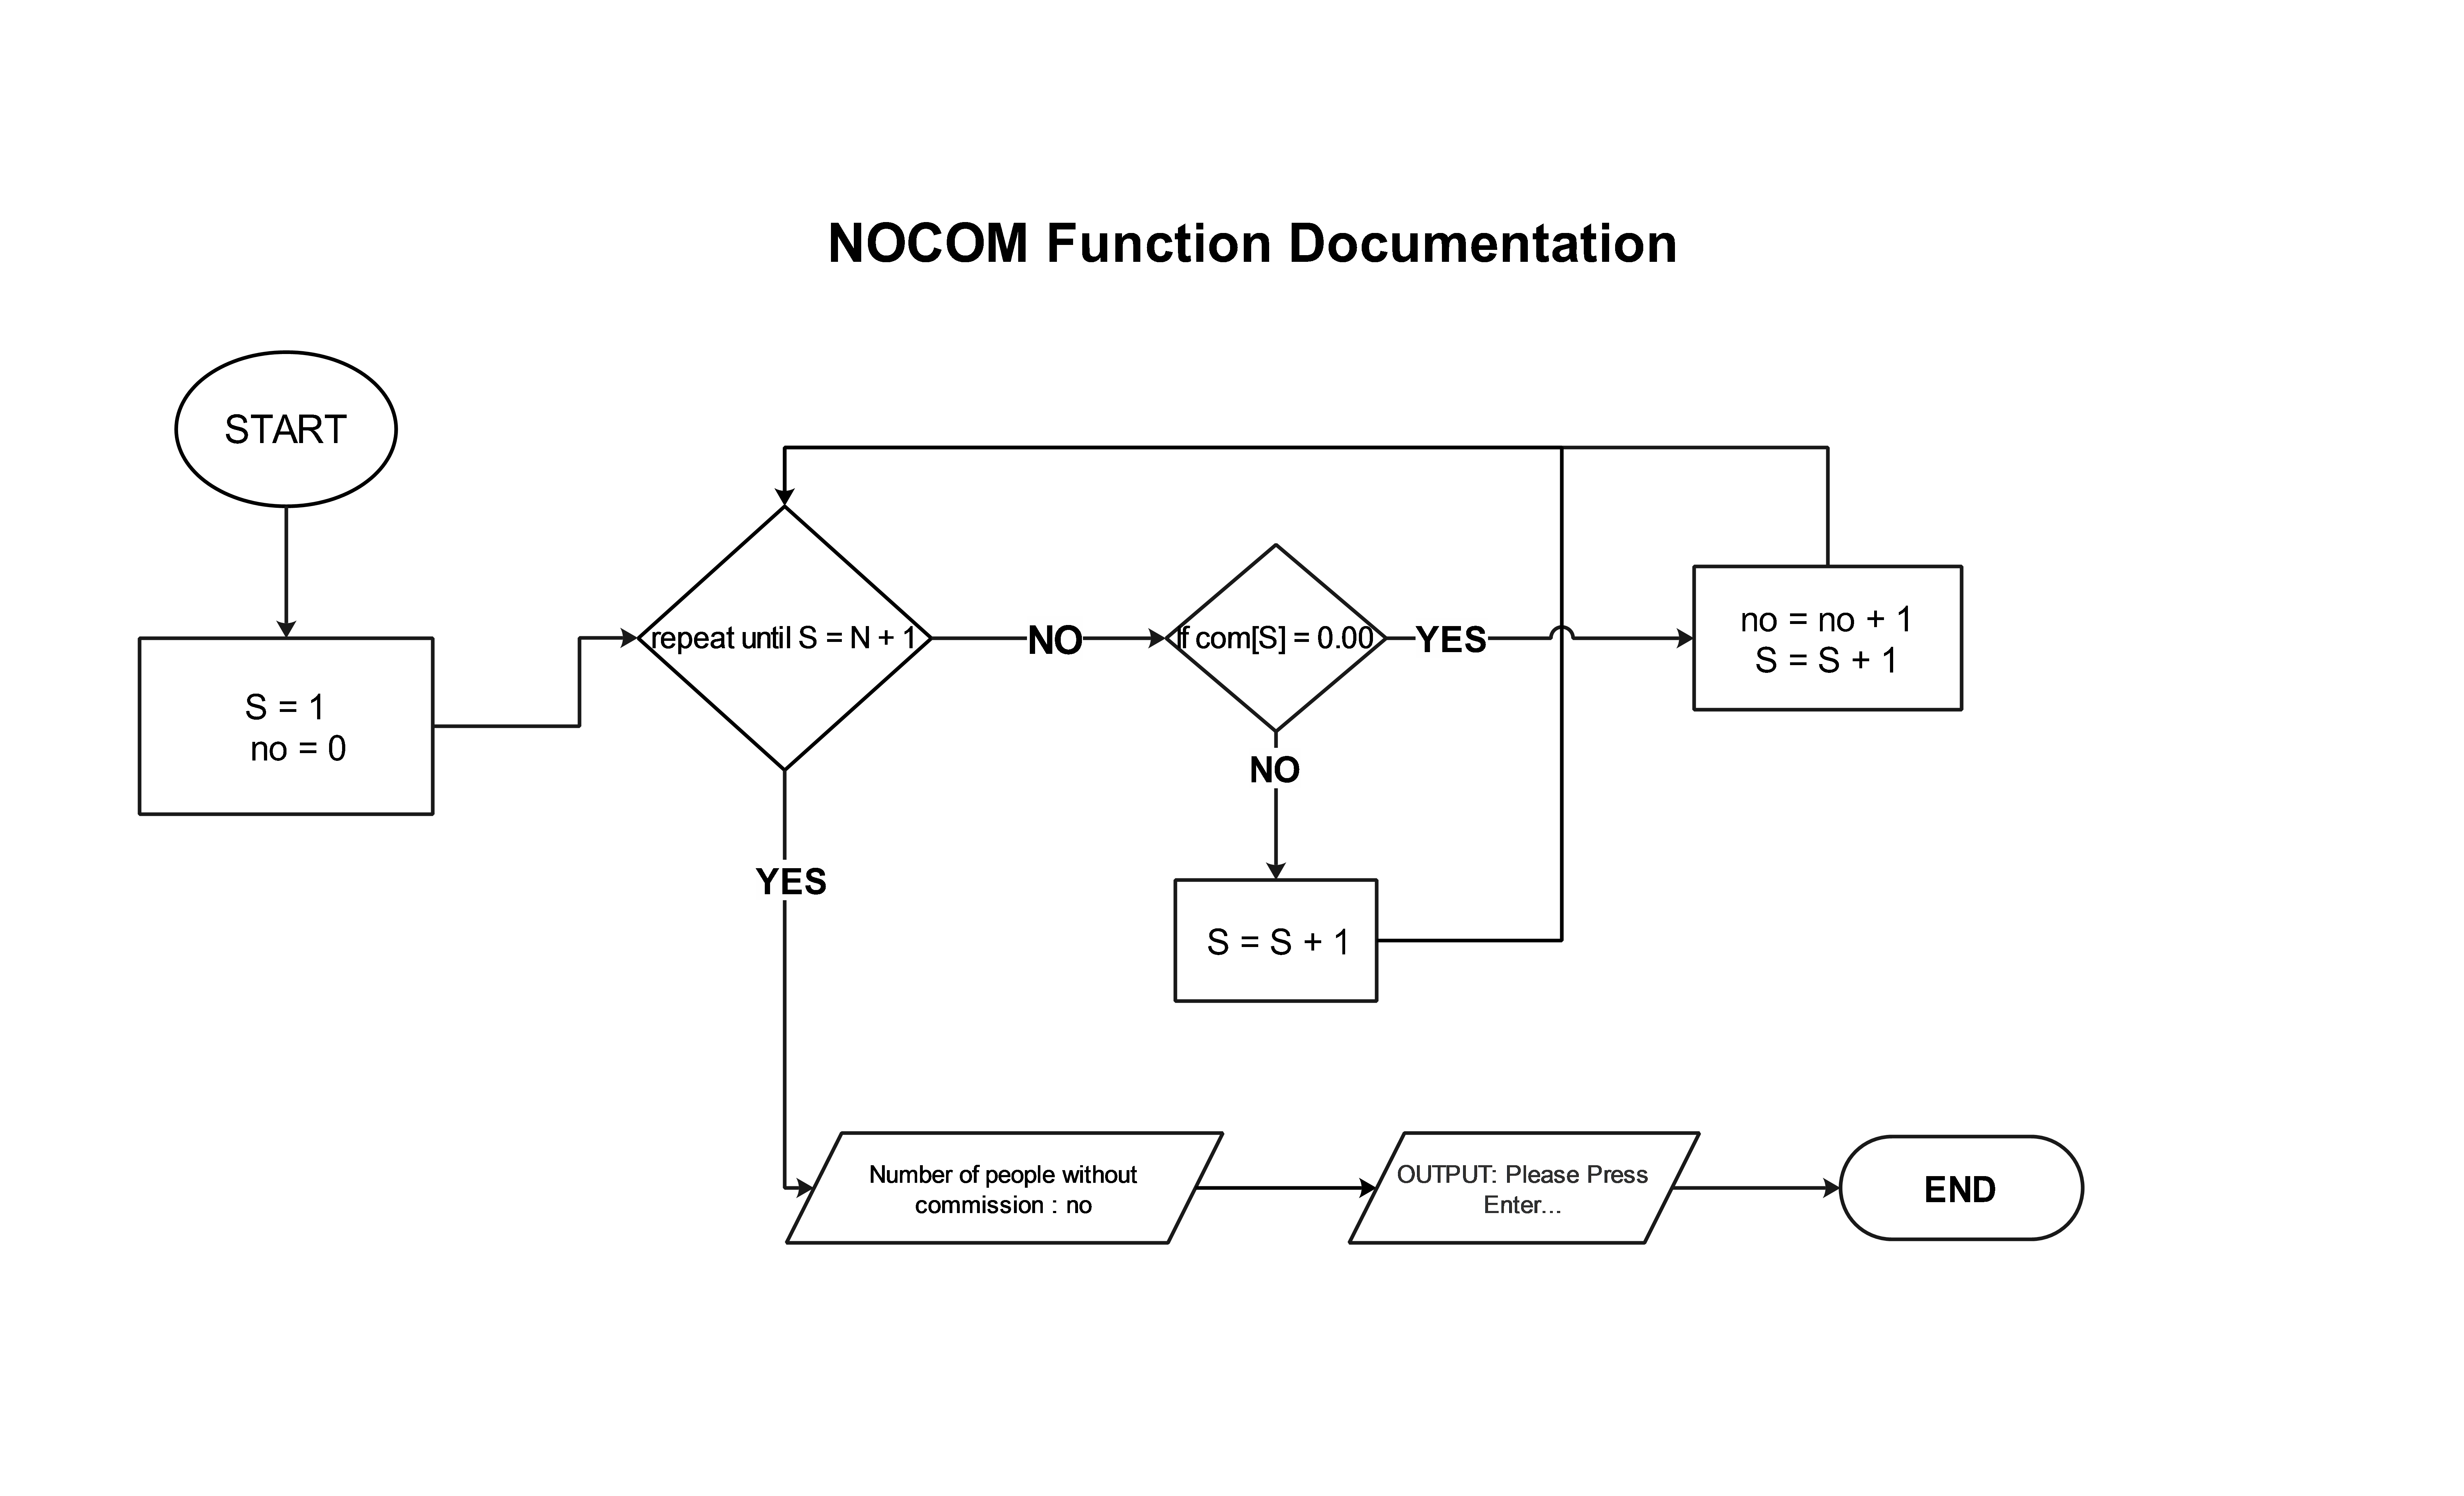 NOCOM Function Documentation
START
S = 1
no = 0
repeat until S = N + 1
NO
If com[S] = 0.00
YES
no = no + 1
S = S + 1
NO
S = S + 1
YES
Number of people without
commission : no
OUTPUT: Please Press
Enter...
END